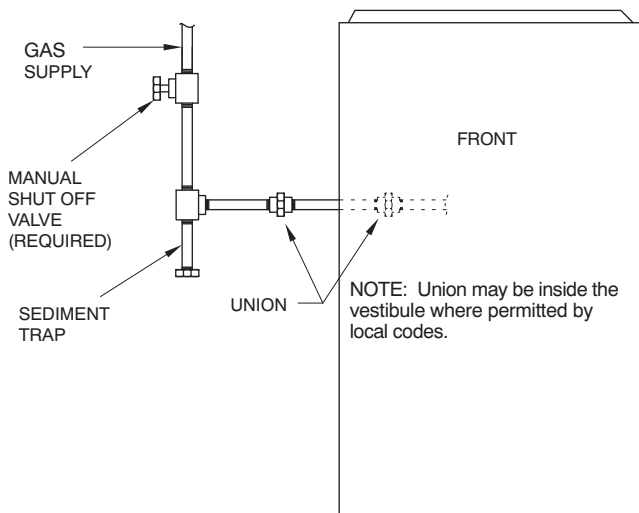 GAS
SUPPLY
FRONT
MANUAL
SHUT OFF
VALVE
(REQUIRED)
SEDIMENT
TRAP
UNION
NOTE: Union may be inside the
vestibule where permitted by
local codes.